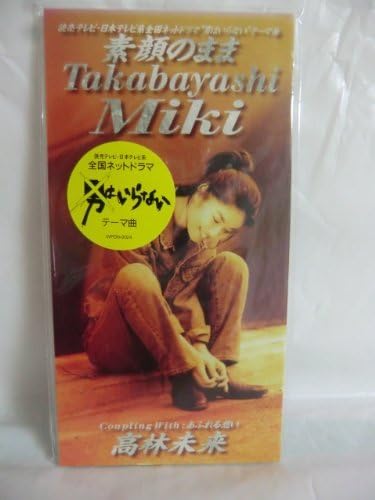 読売テレビ・日本テレビ系全国ネットドラマ"男はいらない"テーマ曲
素顔のまま
Takabayashi
Miki
読売テレビ・日本テレビ系
全国ネットドラマ
男はいらない
テーマ曲
Coupling With：あふれる想い
高林未来